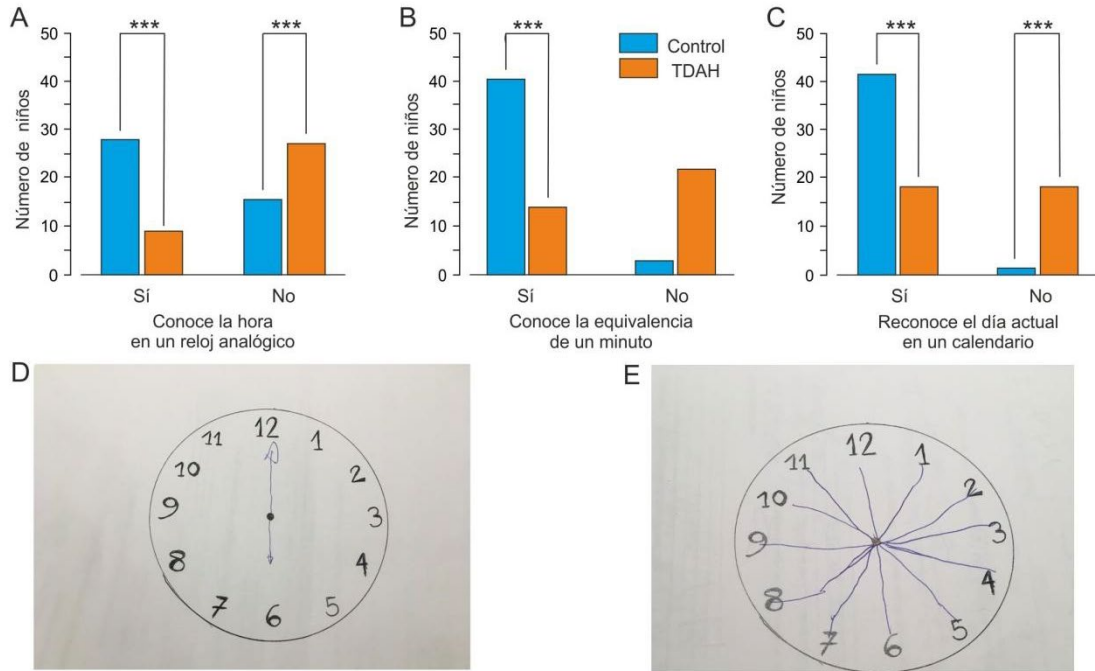 A
***
***
50
40
30
20
10
0
Número de niños
Sí
No
Conoce la hora
en un reloj analógico
B
***
50
40
30
20
10
0
Número de niños
Control
TDAH
Sí
No
Conoce la equivalencia
de un minuto
C
***
***
50
40
30
20
10
0
Número de niños
Sí
No
Reconoce el día actual
en un calendario
D
12
1
2
3
4
5
6
7
8
9
10
11
E
12
1
2
3
4
5
6
7
8
9
10
11